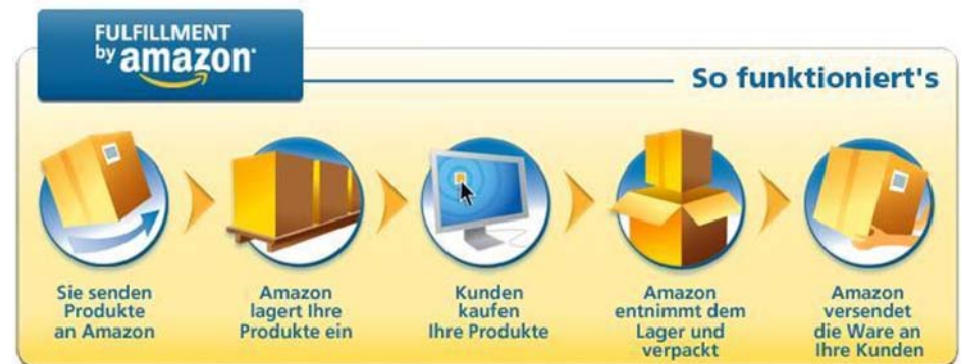 FULFILLMENT
by amazon
So funktioniert's
Sie senden
Produkte
an Amazon
Amazon
lagert Ihre
Produkte ein
Kunden
kaufen
Ihre Produkte
Amazon
entnimmt dem
Lager und
verpackt
Amazon
versendet
die Ware an
Ihre Kunden